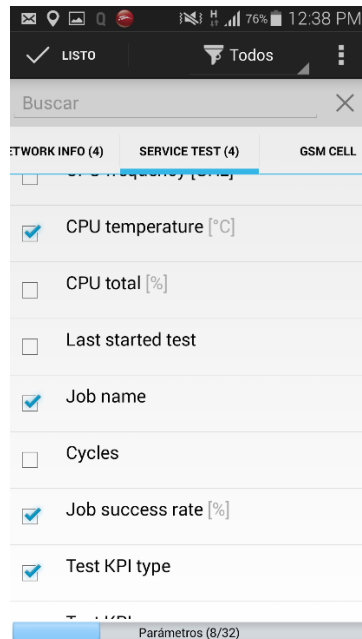 76% 12:38 PM
LISTO
Todos
Buscar
ETWORK INFO (4) SERVICE TEST (4) GSM CELL
CPU temperature [°C]
CPU total [%]
Last started test
Job name
Cycles
Job success rate [%]
Test KPI type
Parámetros (8/32)